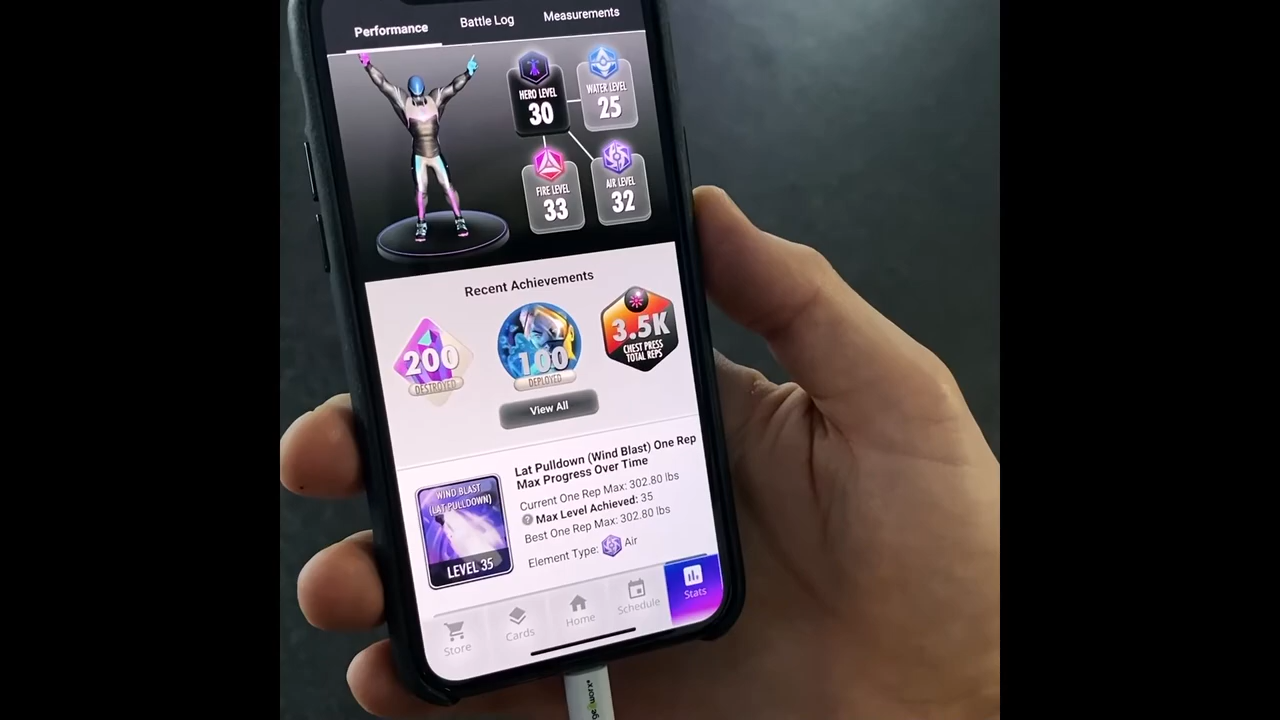 Performance
Battle Log
Measurements
HERO LEVEL
30
WATER LEVEL
25
FIRE LEVEL
33
AIR LEVEL
32
Recent Achievements
200
DESTROYED
100
DEPLOYED
3.5K
CHEST PRESS
TOTAL REPS
View All
WIND BLAST
(LAT PULLDOWN)
LEVEL 35
Lat Pulldown (Wind Blast) One Rep
Max Progress Over Time
Current One Rep Max: 302.80 lbs
? Max Level Achieved: 35
Best One Rep Max: 302.80 lbs
Element Type: Air
Store
Cards
Home
Schedule
Stats